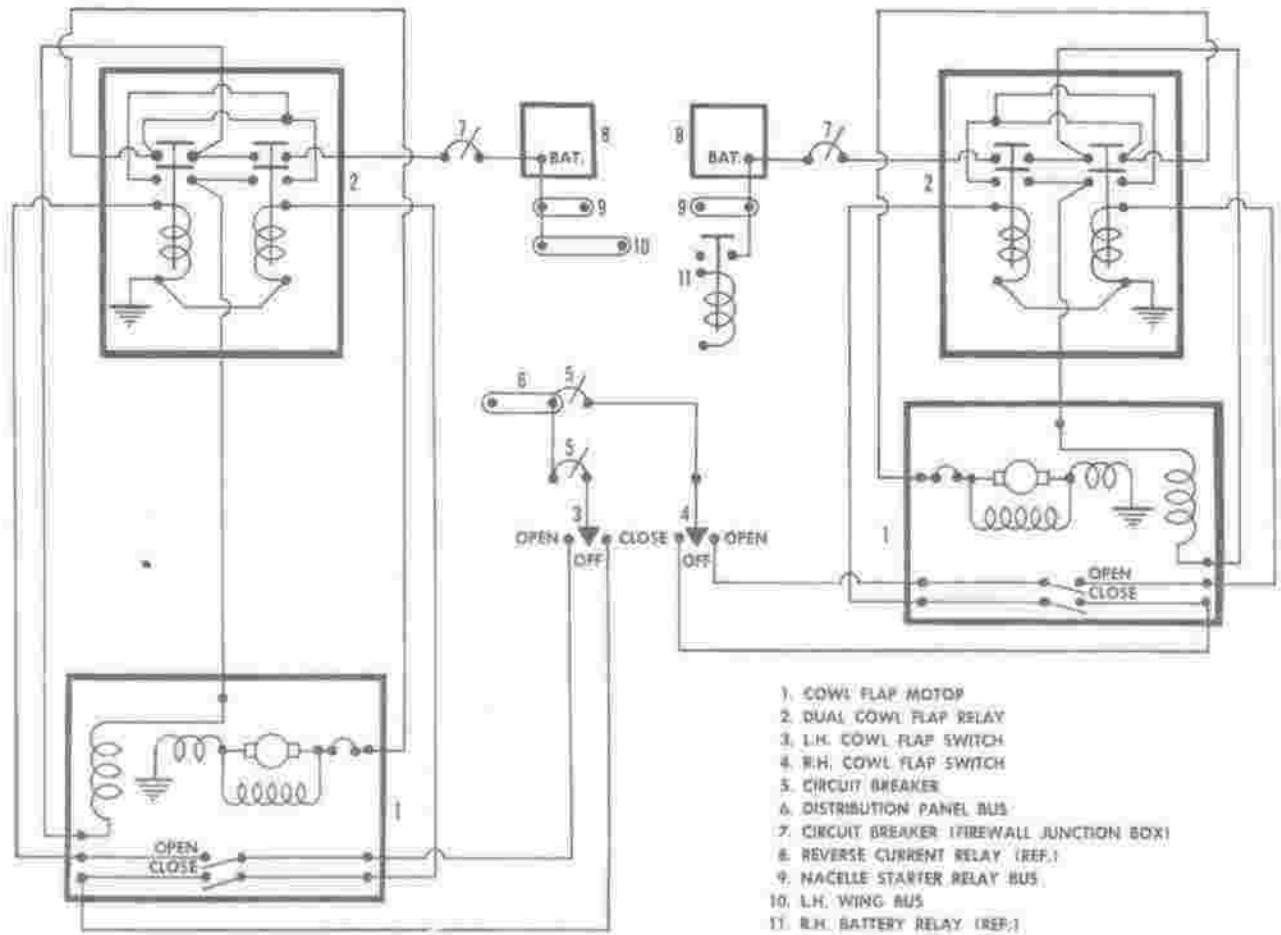 7
8
BAT.
9
10
2
8
7
BAT.
9
11
2
6
5
5
3
4
OPEN
CLOSE
OPEN
OFF
OFF
1
OPEN
CLOSE
1
OPEN
CLOSE
1. COWL FLAP MOTOR
2. DUAL COWL FLAP RELAY
3. L.H. COWL FLAP SWITCH
4. R.H. COWL FLAP SWITCH
5. CIRCUIT BREAKER
6. DISTRIBUTION PANEL BUS
7. CIRCUIT BREAKER (FIREWALL JUNCTION BOX)
8. REVERSE CURRENT RELAY (REF.)
9. NACELLE STARTER RELAY BUS
10. L.H. WING BUS
11. R.H. BATTERY RELAY (REF.)